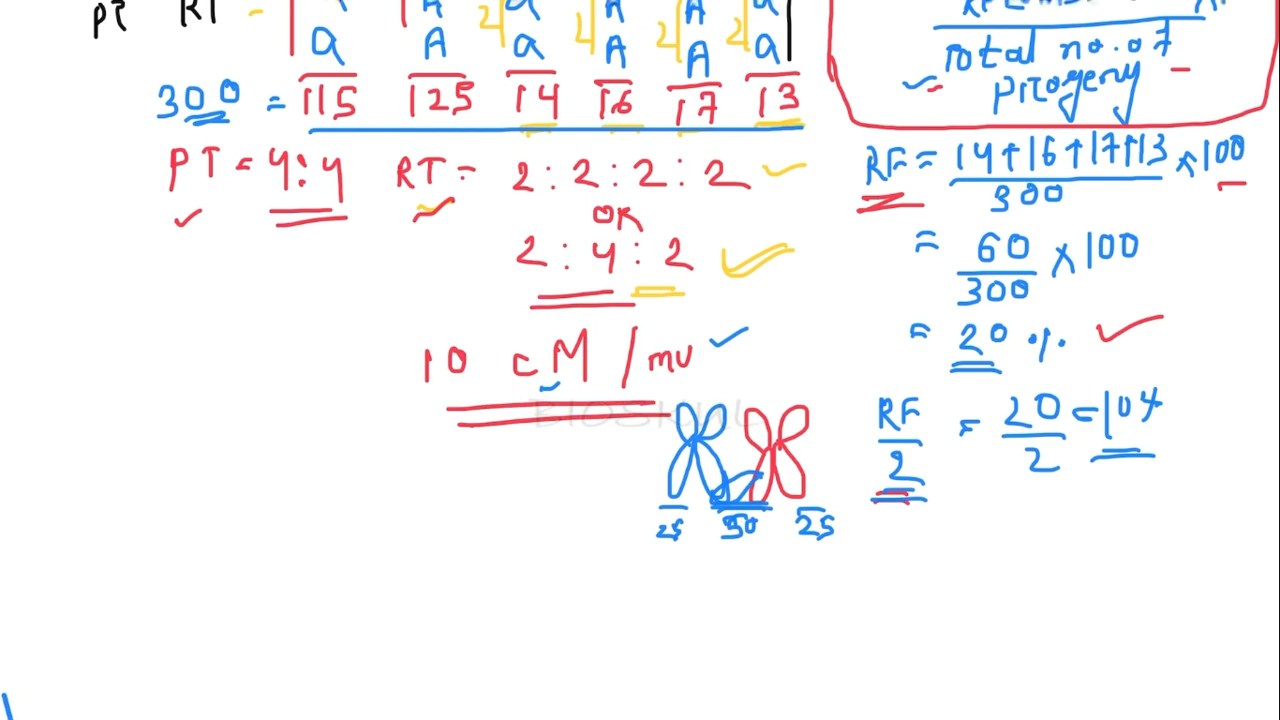 PT RT =
a A a A A a
A a A A a
300 = 115 125 14 16 17 13
Total no. of
progeny
PT = 4:4 RT = 2 : 2 : 2 : 2
OR
2 : 4 : 2
10 cM / mu
RF = 14+16+17+13 x 100
300
= 60 x 100
300
= 20 %
RF = 20 = 10%
2 2
BIOSKUL
25 50 25